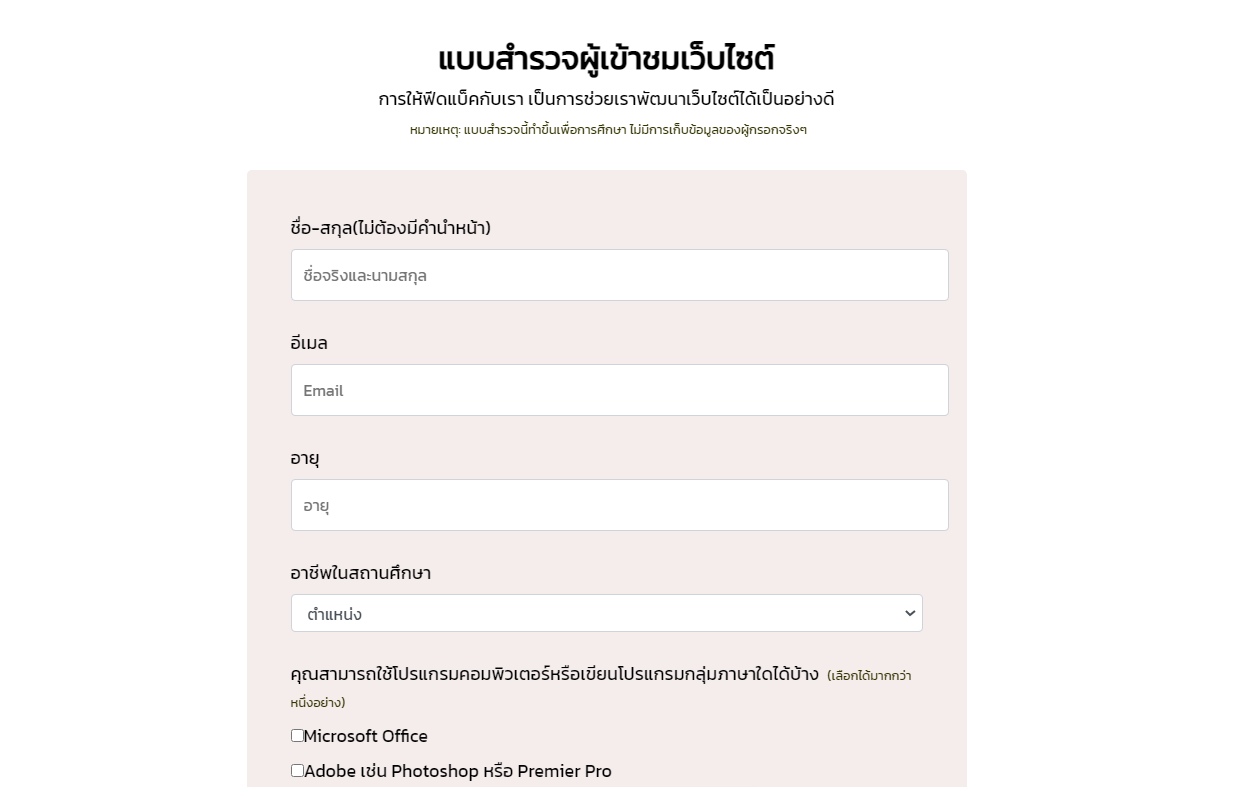 แบบสำรวจผู้เข้าชมเว็บไซต์
การให้ฟีดแบ็คกับเรา เป็นการช่วยเราพัฒนาเว็บไซต์ได้เป็นอย่างดี
หมายเหตุ: แบบสำรวจนี้ทำขึ้นเพื่อการศึกษา ไม่มีการเก็บข้อมูลของผู้กรอกจริงๆ
ชื่อ-สกุล(ไม่ต้องมีคำนำหน้า)
ชื่อจริงและนามสกุล
อีเมล
Email
อายุ
อายุ
อาชีพในสถานศึกษา
ตำแหน่ง
คุณสามารถใช้โปรแกรมคอมพิวเตอร์หรือเขียนโปรแกรมกลุ่มภาษาใดได้บ้าง (เลือกได้มากกว่า
หนึ่งอย่าง)
Microsoft Office
Adobe เช่น Photoshop หรือ Premier Pro